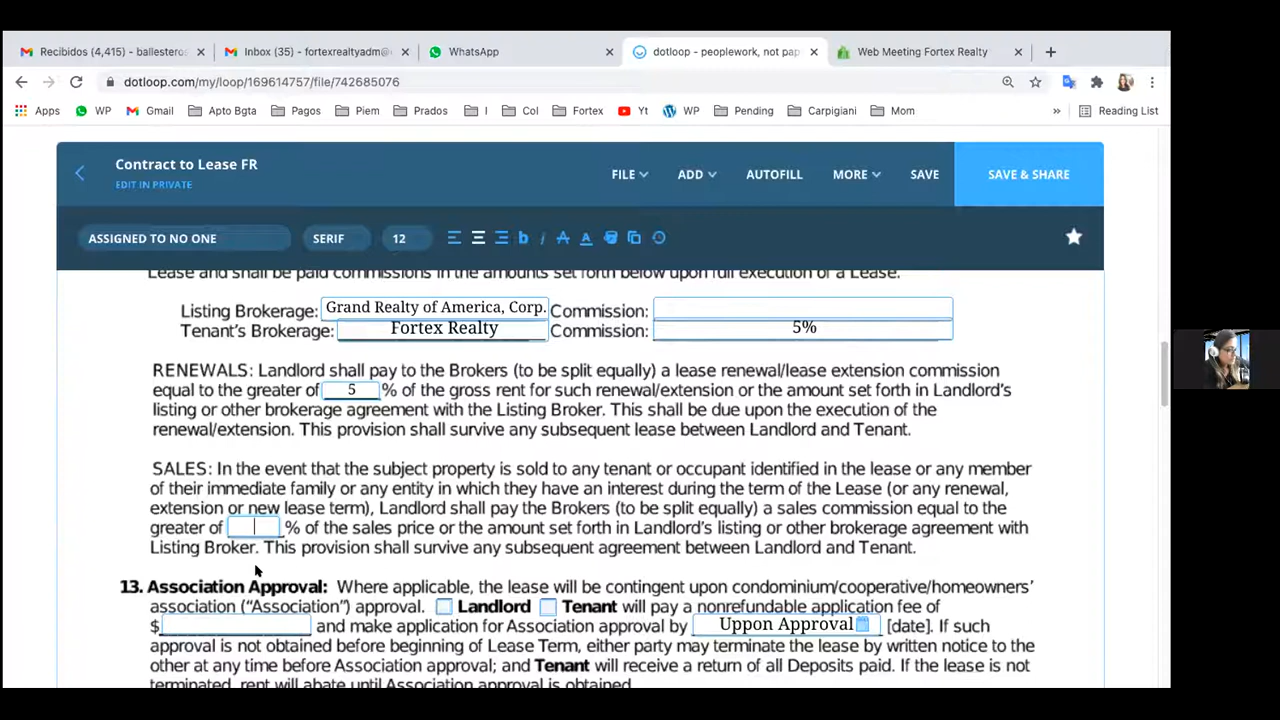 Recibidos (4,415) - ballestero
Inbox (35) - fortexrealtyadm@
WhatsApp
dotloop - peoplework, not pap
Web Meeting Fortex Realty
dotloop.com/my/loop/169614757/file/742685076
Apps WP Gmail Apto Bgta Pagos Piem Prados I Col Fortex Yt WP Pending Carpigiani Mom » Reading List
Contract to Lease FR
EDIT IN PRIVATE
FILE ADD AUTOFILL MORE SAVE SAVE & SHARE
ASSIGNED TO NO ONE SERIF 12 b i A A
Lease and shall be paid commissions in the amounts set forth below upon full execution of a Lease.
Listing Brokerage: Grand Realty of America, Corp. Commission:
Tenant's Brokerage: Fortex Realty Commission: 5%
RENEWALS: Landlord shall pay to the Brokers (to be split equally) a lease renewal/lease extension commission
equal to the greater of 5 % of the gross rent for such renewal/extension or the amount set forth in Landlord's
listing or other brokerage agreement with the Listing Broker. This shall be due upon the execution of the
renewal/extension. This provision shall survive any subsequent lease between Landlord and Tenant.
SALES: In the event that the subject property is sold to any tenant or occupant identified in the lease or any member
of their immediate family or any entity in which they have an interest during the term of the Lease (or any renewal,
extension or new lease term), Landlord shall pay the Brokers (to be split equally) a sales commission equal to the
greater of % of the sales price or the amount set forth in Landlord's listing or other brokerage agreement with
Listing Broker. This provision shall survive any subsequent agreement between Landlord and Tenant.
13. Association Approval: Where applicable, the lease will be contingent upon condominium/cooperative/homeowners'
association ("Association") approval. Landlord Tenant will pay a nonrefundable application fee of
$ and make application for Association approval by Uppon Approval [date]. If such
approval is not obtained before beginning of Lease Term, either party may terminate the lease by written notice to the
other at any time before Association approval; and Tenant will receive a return of all Deposits paid. If the lease is not
terminated, rent will abate until Association approval is obtained.